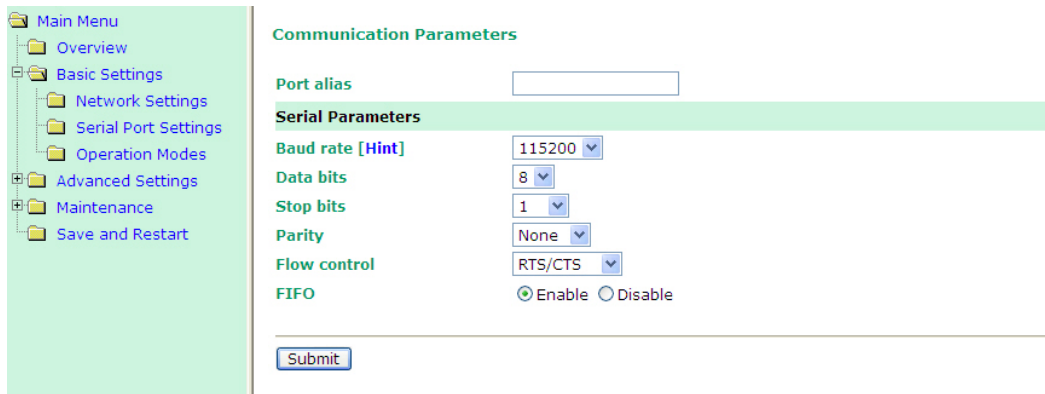 Main Menu
Overview
Basic Settings
Network Settings
Serial Port Settings
Operation Modes
Advanced Settings
Maintenance
Save and Restart
Communication Parameters
Port alias
Serial Parameters
Baud rate [Hint] 115200
Data bits 8
Stop bits 1
Parity None
Flow control RTS/CTS
FIFO Enable Disable
Submit